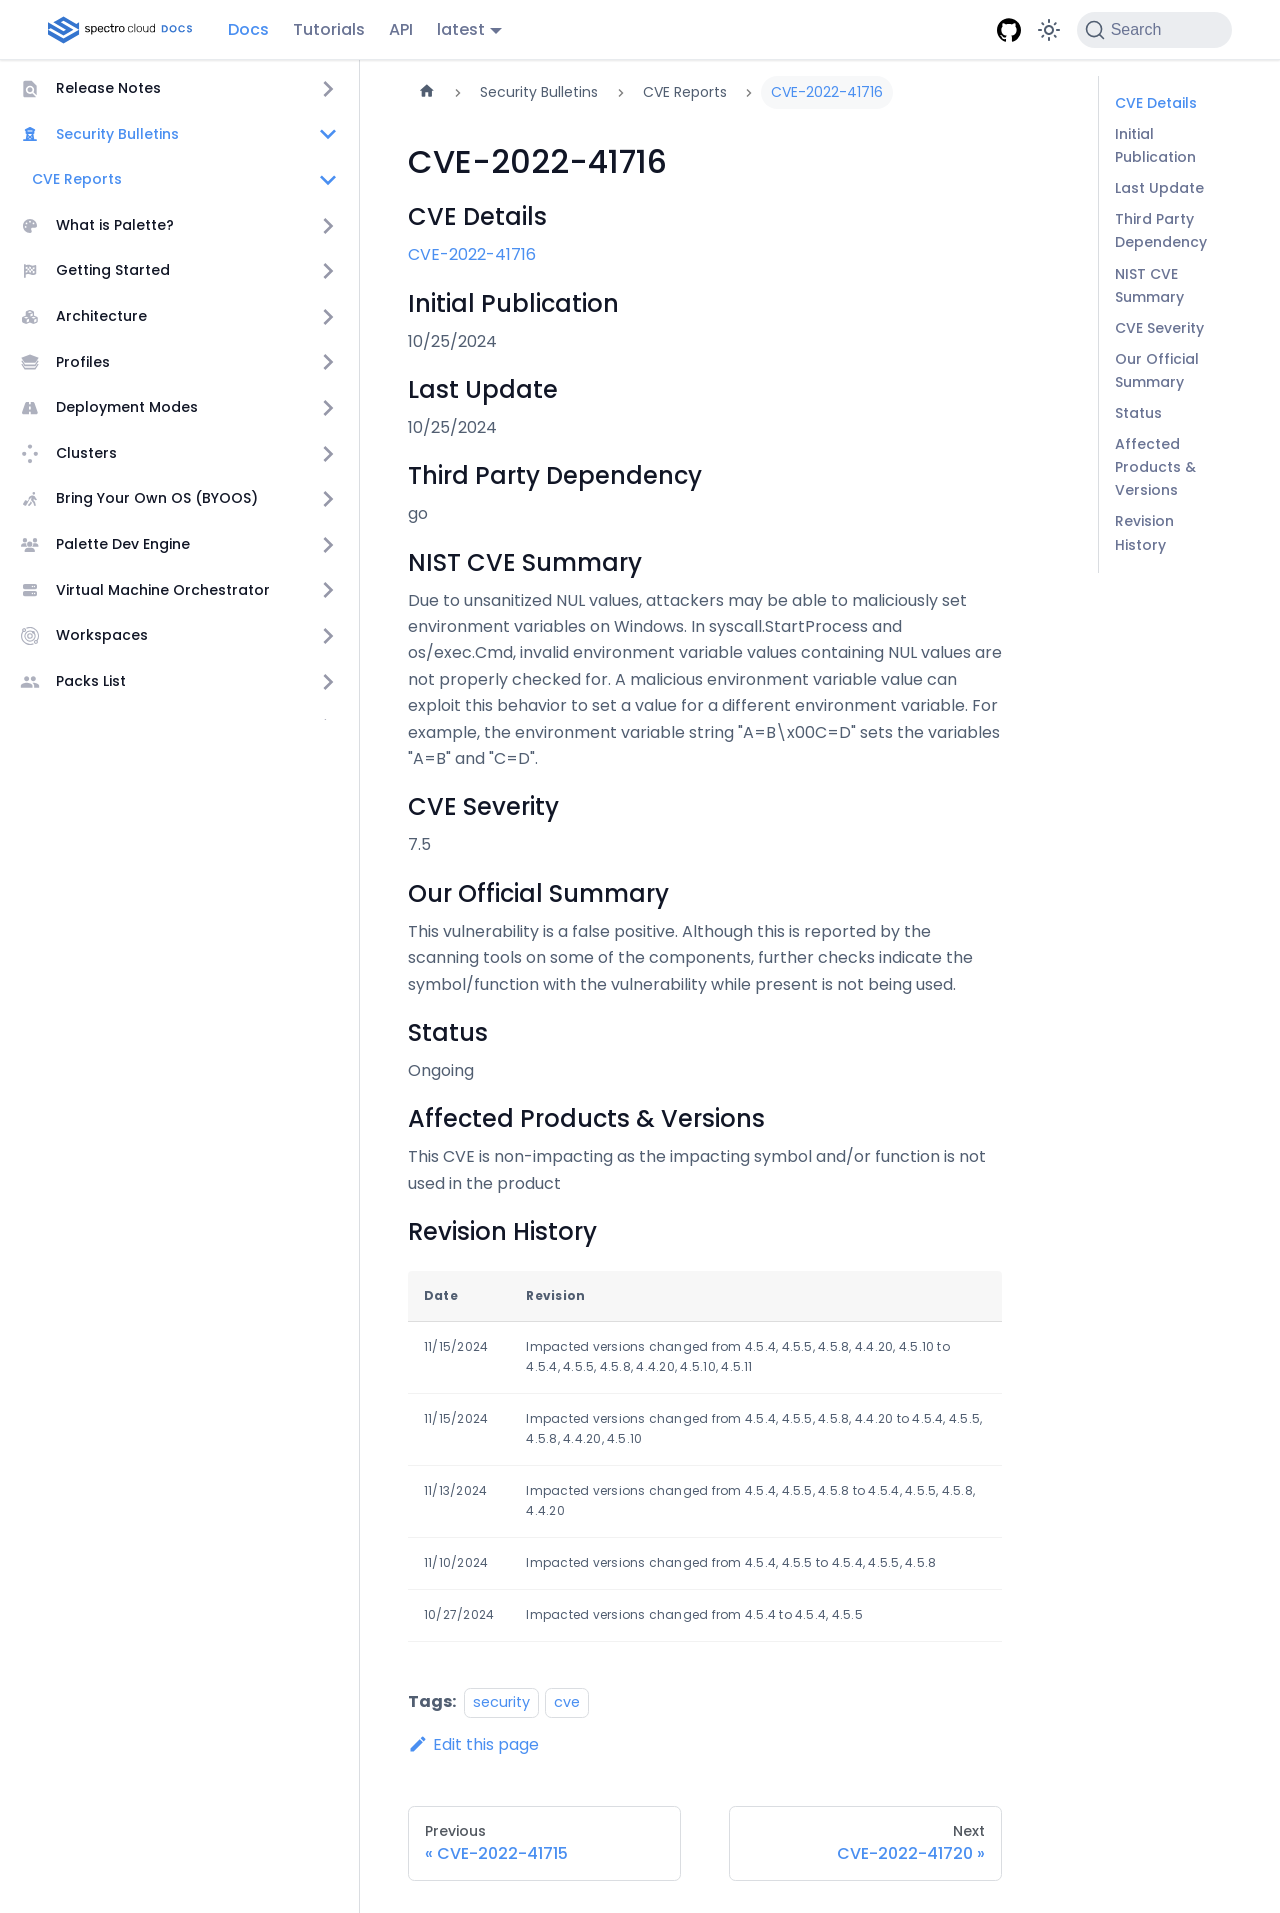 spectro cloud DOCS
Docs
Tutorials
API
latest
Search
Release Notes
Security Bulletins
CVE Reports
What is Palette?
Getting Started
Architecture
Profiles
Deployment Modes
Clusters
Bring Your Own OS (BYOOS)
Palette Dev Engine
Virtual Machine Orchestrator
Workspaces
Packs List
Security Bulletins
CVE Reports
CVE-2022-41716
CVE-2022-41716
CVE Details
CVE-2022-41716
Initial Publication
10/25/2024
Last Update
10/25/2024
Third Party Dependency
go
NIST CVE Summary
Due to unsanitized NUL values, attackers may be able to maliciously set
environment variables on Windows. In syscall.StartProcess and
os/exec.Cmd, invalid environment variable values containing NUL values are
not properly checked for. A malicious environment variable value can
exploit this behavior to set a value for a different environment variable. For
example, the environment variable string "A=B\x00C=D" sets the variables
"A=B" and "C=D".
CVE Severity
7.5
Our Official Summary
This vulnerability is a false positive. Although this is reported by the
scanning tools on some of the components, further checks indicate the
symbol/function with the vulnerability while present is not being used.
Status
Ongoing
Affected Products & Versions
This CVE is non-impacting as the impacting symbol and/or function is not
used in the product
Revision History
Date Revision
11/15/2024 Impacted versions changed from 4.5.4, 4.5.5, 4.5.8, 4.4.20, 4.5.10 to
4.5.4, 4.5.5, 4.5.8, 4.4.20, 4.5.10, 4.5.11
11/15/2024 Impacted versions changed from 4.5.4, 4.5.5, 4.5.8, 4.4.20 to 4.5.4, 4.5.5,
4.5.8, 4.4.20, 4.5.10
11/13/2024 Impacted versions changed from 4.5.4, 4.5.5, 4.5.8 to 4.5.4, 4.5.5, 4.5.8,
4.4.20
11/10/2024 Impacted versions changed from 4.5.4, 4.5.5 to 4.5.4, 4.5.5, 4.5.8
10/27/2024 Impacted versions changed from 4.5.4 to 4.5.4, 4.5.5
Tags: security cve
Edit this page
Previous
« CVE-2022-41715
Next
CVE-2022-41720 »
CVE Details
Initial
Publication
Last Update
Third Party
Dependency
NIST CVE
Summary
CVE Severity
Our Official
Summary
Status
Affected
Products &
Versions
Revision
History